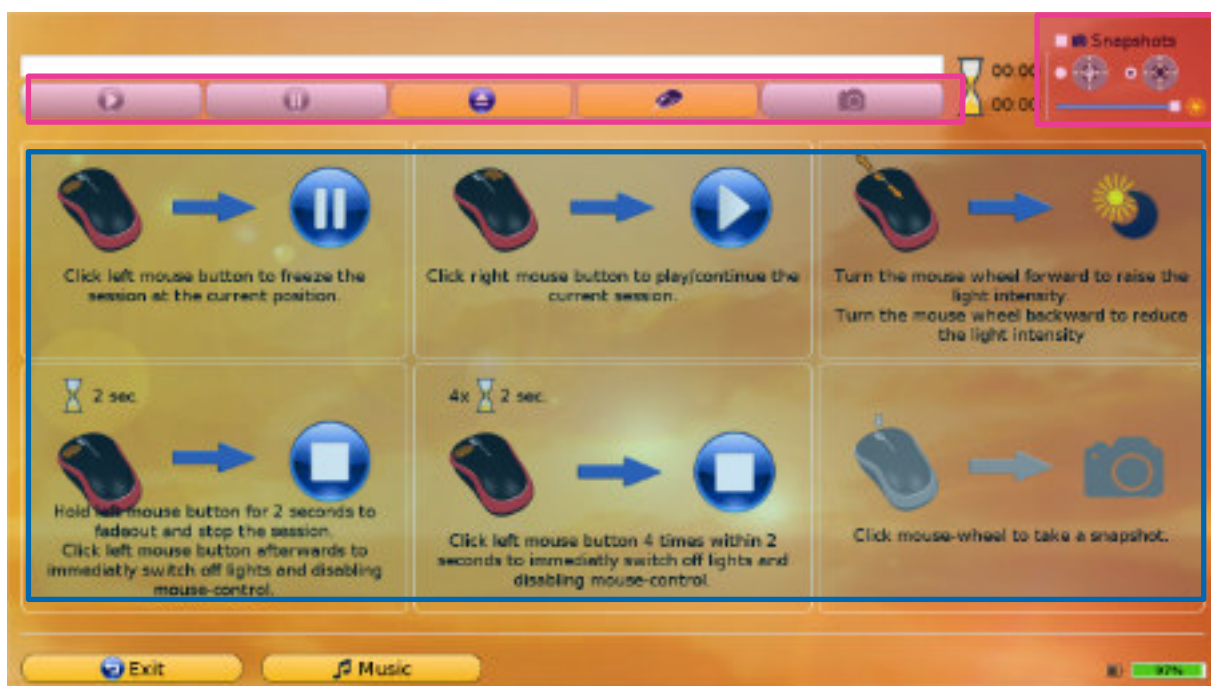 Snapshots
00:00
00:00
Click left mouse button to freeze the
session at the current position.
Click right mouse button to play/continue the
current session.
Turn the mouse wheel forward to raise the
light intensity.
Turn the mouse wheel backward to reduce
the light intensity
2 sec.
Hold left mouse button for 2 seconds to
fadeout and stop the session.
Click left mouse button afterwards to
immediatly switch off lights and disabling
mouse-control.
4x 2 sec.
Click left mouse button 4 times within 2
seconds to immediatly switch off lights and
disabling mouse-control.
Click mouse-wheel to take a snapshot.
Exit
Music
97%